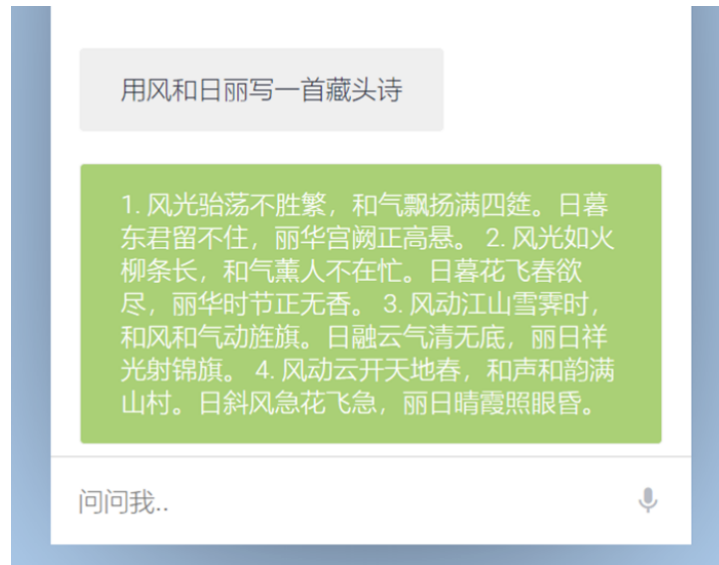 用风和日丽写一首藏头诗
1. 风光骀荡不胜繁，和气飘扬满四筵。日暮
东君留不住，丽华宫阙正高悬。 2. 风光如火
柳条长，和气薰人不在忙。日暮花飞春欲
尽，丽华时节正无香。 3. 风动江山雪霁时，
和风和气动旌旗。日融云气清无底，丽日祥
光射锦旗。 4. 风动云开天地春，和声和韵满
山村。日斜风急花飞急，丽日晴霞照眼昏。
问问我..